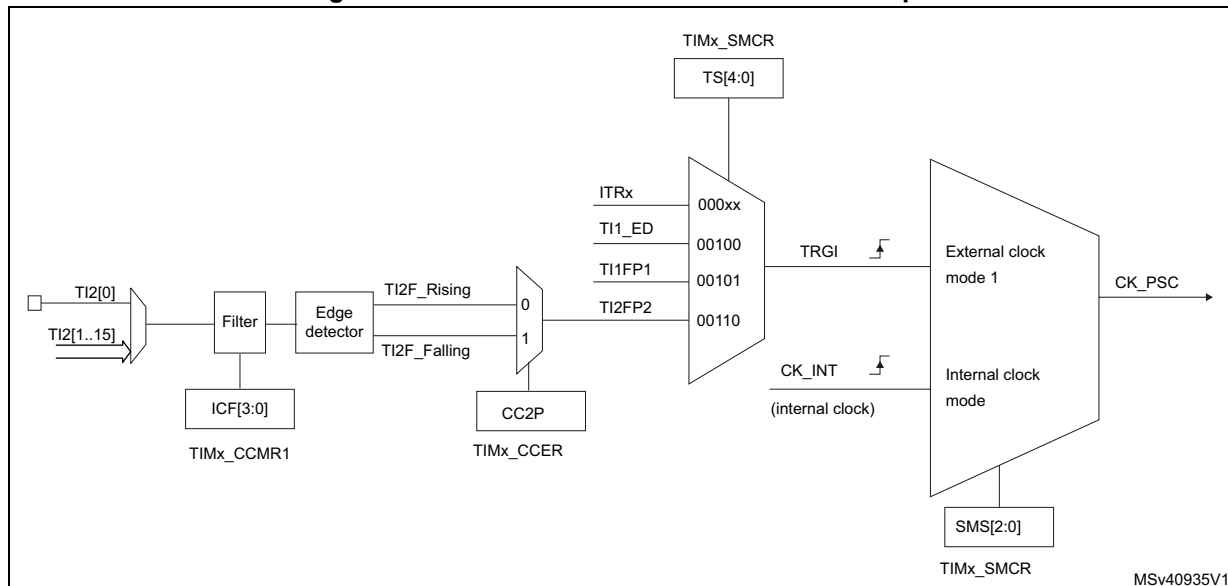 TIMx_SMCR
TS[4:0]
ITRx
000xx
TI1_ED
00100
TI1FP1
00101
TI2FP2
00110
TRGI
External clock
mode 1
CK_PSC
TI2[0]
TI2[1..15]
Filter
Edge
detector
TI2F_Rising
TI2F_Falling
0
1
CK_INT
(internal clock)
Internal clock
mode
ICF[3:0]
TIMx_CCMR1
CC2P
TIMx_CCER
SMS[2:0]
TIMx_SMCR
MSv40935V1